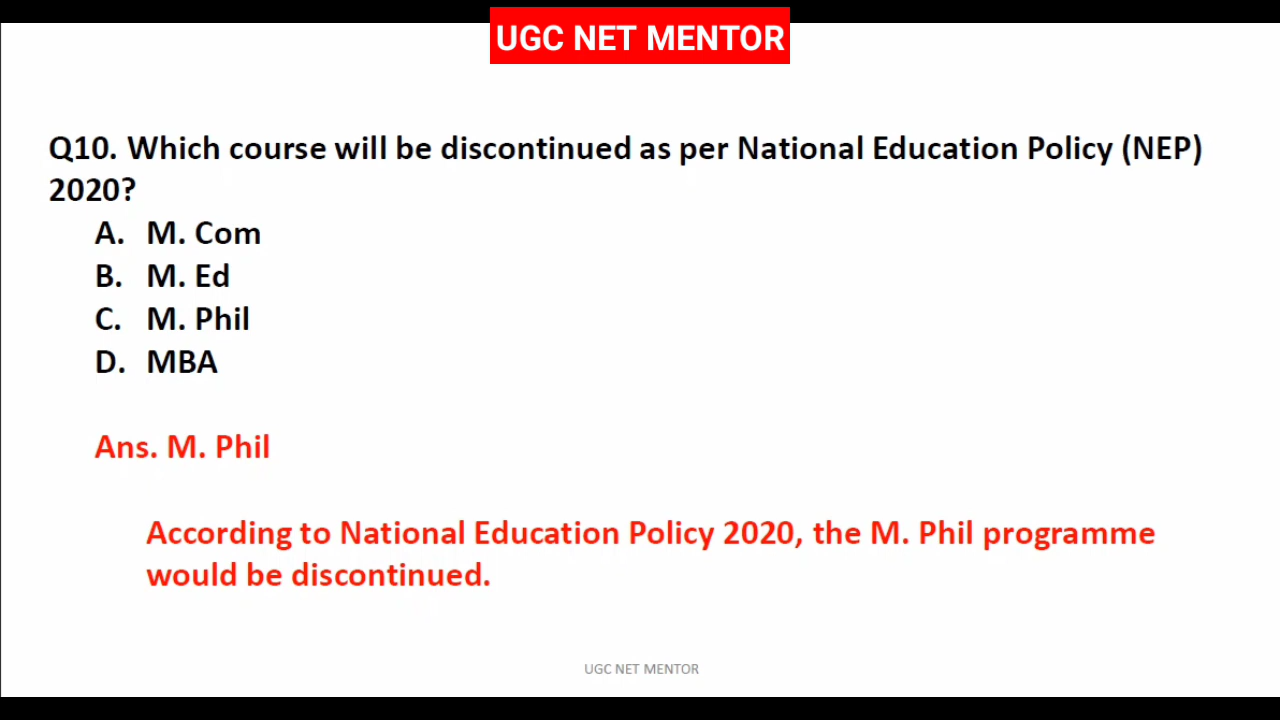 UGC NET MENTOR
Q10. Which course will be discontinued as per National Education Policy (NEP)
2020?
A. M. Com
B. M. Ed
C. M. Phil
D. MBA
Ans. M. Phil
According to National Education Policy 2020, the M. Phil programme
would be discontinued.
UGC NET MENTOR